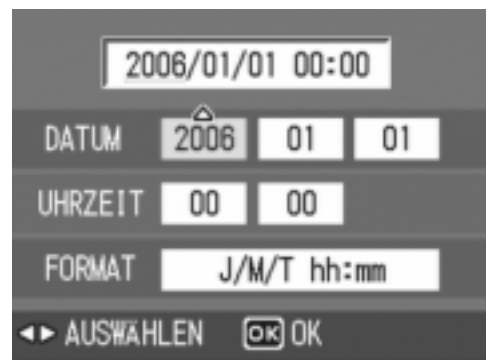 2006/01/01 00:00
DATUM 2006 01 01
UHRZEIT 00 00
FORMAT J/M/T hh:mm
AUSWÄHLEN OK OK